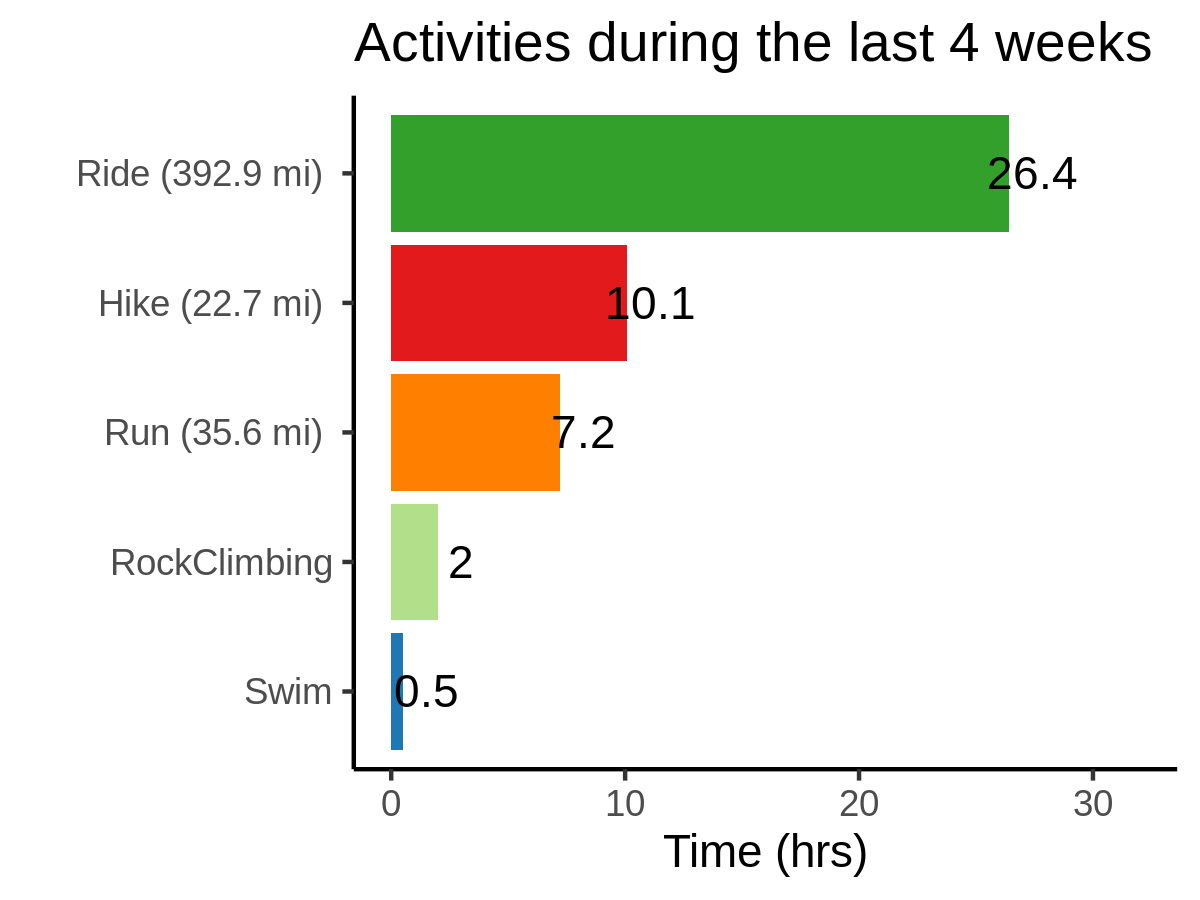 Activities during the last 4 weeks
Ride (392.9 mi)
26.4
Hike (22.7 mi)
10.1
Run (35.6 mi)
7.2
RockClimbing
2
Swim
0.5
0 10 20 30
Time (hrs)